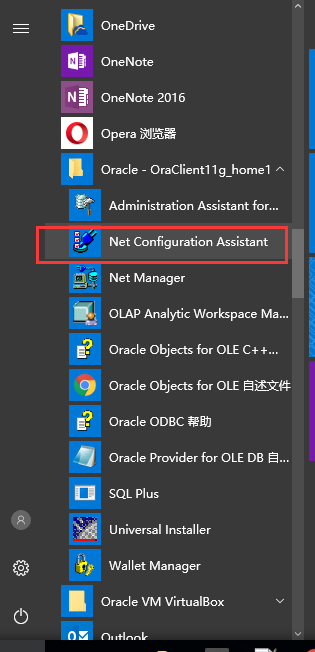 OneDrive
OneNote
OneNote 2016
Opera 浏览器
Oracle - OraClient11g_home1
Administration Assistant for...
Net Configuration Assistant
Net Manager
OLAP Analytic Workspace Ma...
Oracle Objects for OLE C++...
Oracle Objects for OLE 自述文件
Oracle ODBC 帮助
Oracle Provider for OLE DB 自...
SQL Plus
Universal Installer
Wallet Manager
Oracle VM VirtualBox
Outlook